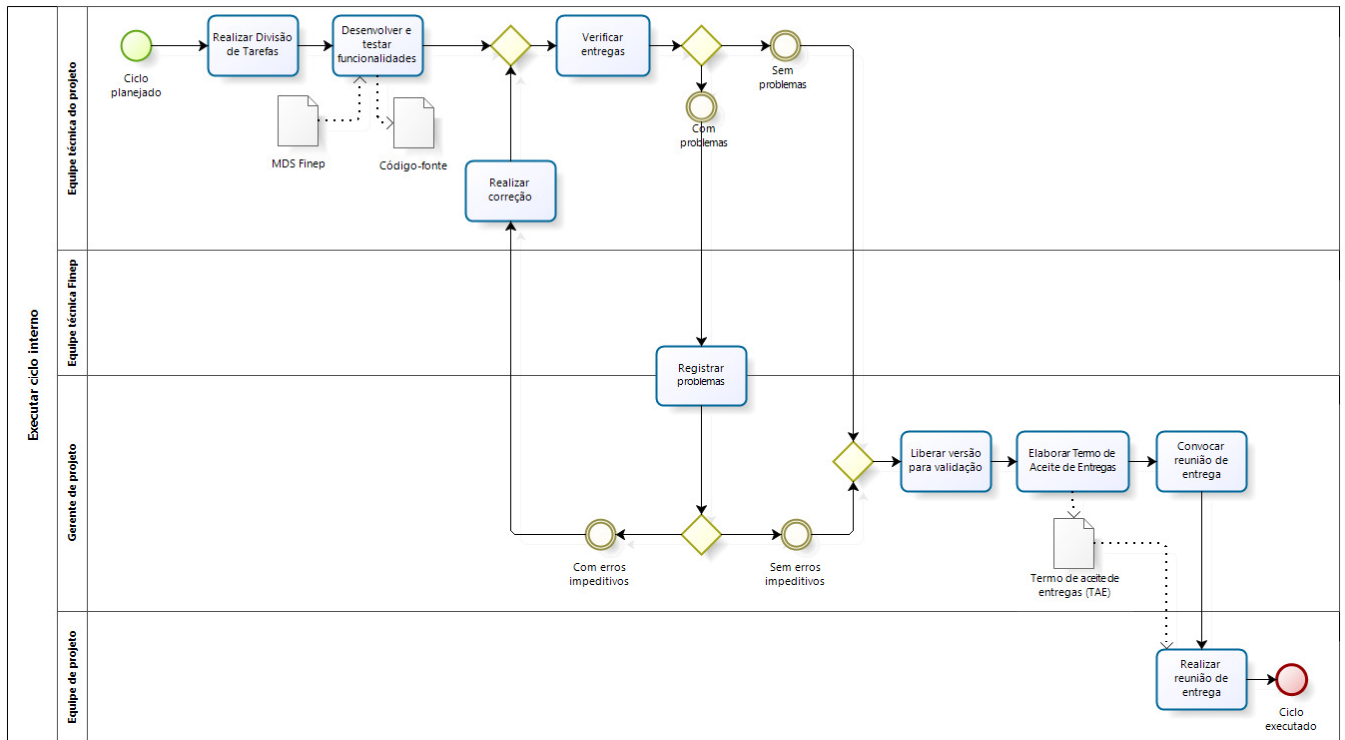 Executar ciclo interno
Equipe técnica do projeto
Ciclo
planejado
Realizar Divisão
de Tarefas
Desenvolver e
testar
funcionalidades
MDS Finep
Código-fonte
Verificar
entregas
Sem
problemas
Com
problemas
Realizar
correção
Equipe técnica Finep
Registrar
problemas
Gerente de projeto
Com erros
impeditivos
Sem erros
impeditivos
Liberar versão
para validação
Elaborar Termo de
Aceite de Entregas
Convocar
reunião de
entrega
Termo de aceite de
entregas (TAE)
Equipe de projeto
Realizar
reunião de
entrega
Ciclo
executado